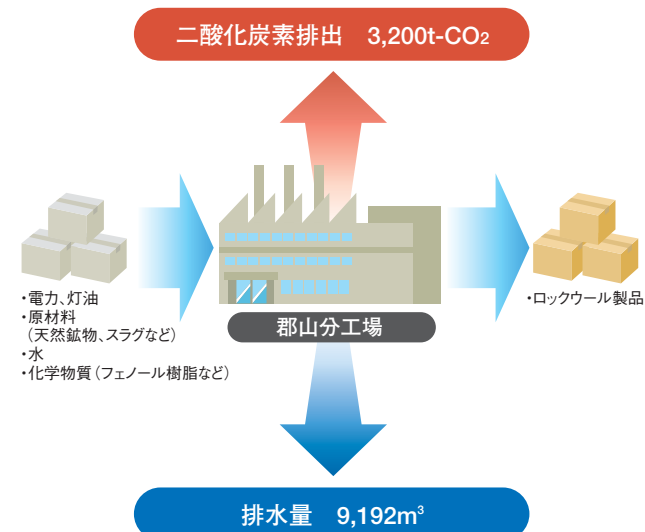 二酸化炭素排出 3,200t-CO₂
・電力、灯油
・原材料
(天然鉱物、スラグなど)
・水
・化学物質(フェノール樹脂など)
郡山分工場
・ロックウール製品
排水量 9,192m³